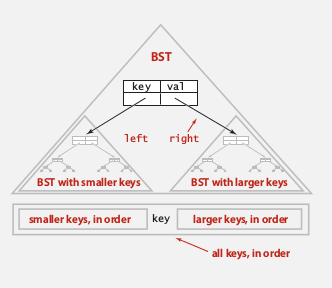 BST
key val
left right
BST with smaller keys BST with larger keys
smaller keys, in order key larger keys, in order
all keys, in order